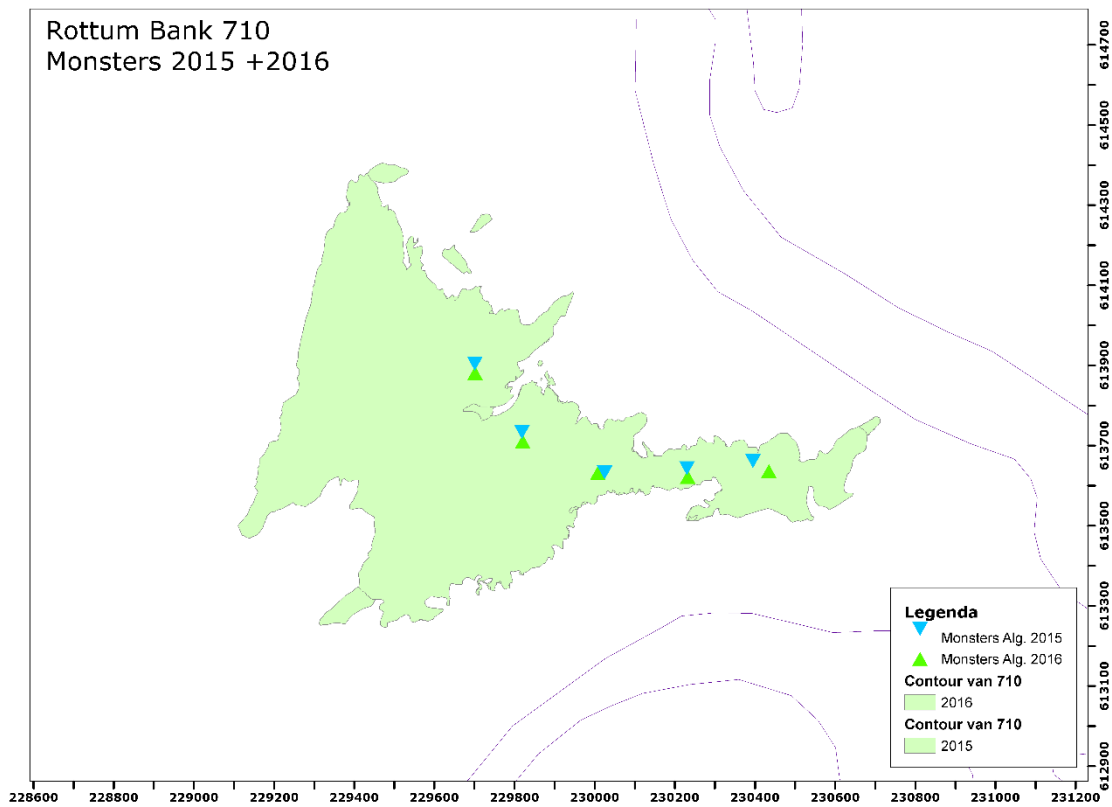 Rottum Bank 710
Monsters 2015 +2016
614700
614500
614300
614100
613900
613700
613500
613300
613100
612900
Legenda
Monsters Alg. 2015
Monsters Alg. 2016
Contour van 710
2016
Contour van 710
2015
228600 228800 229000 229200 229400 229600 229800 230000 230200 230400 230600 230800 231000 231200